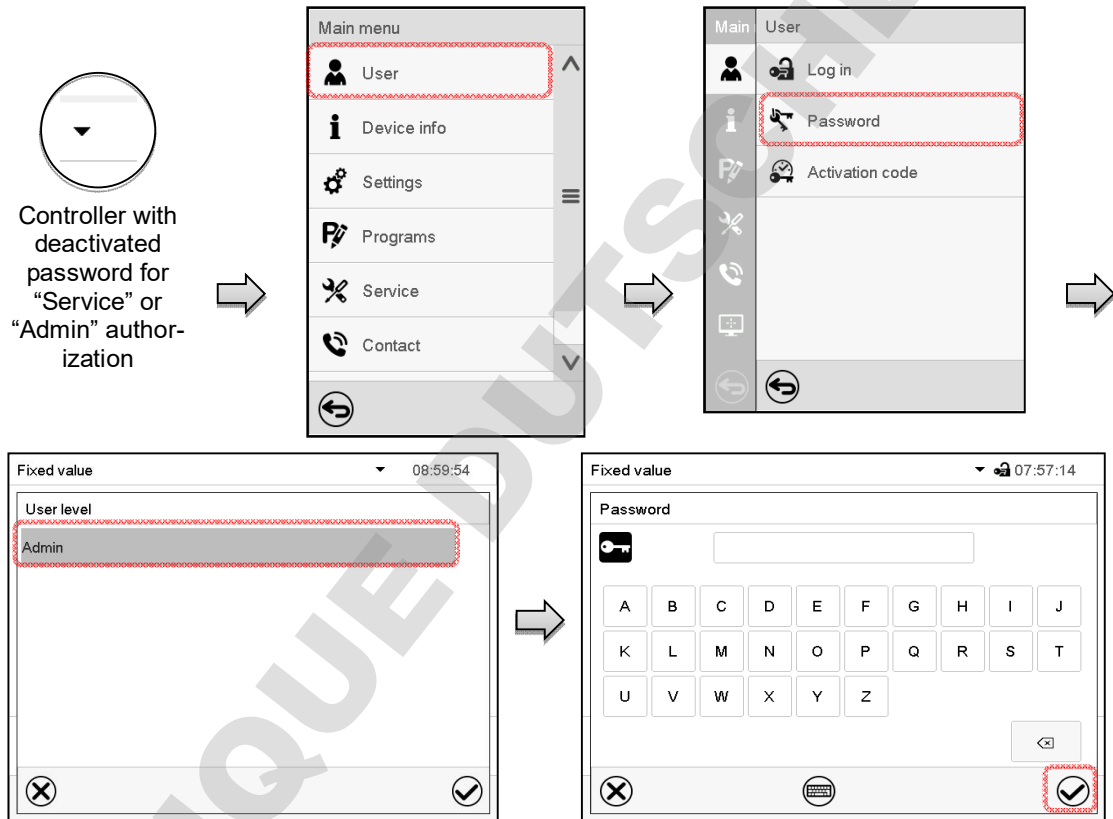 Controller with
deactivated
password for
“Service” or
“Admin” author-
ization
Main menu
User
Device info
Settings
Programs
Service
Contact
Main
User
Log in
Password
Activation code
Fixed value 08:59:54
User level
Admin
Fixed value 07:57:14
Password
A B C D E F G H I J
K L M N O P Q R S T
U V W X Y Z